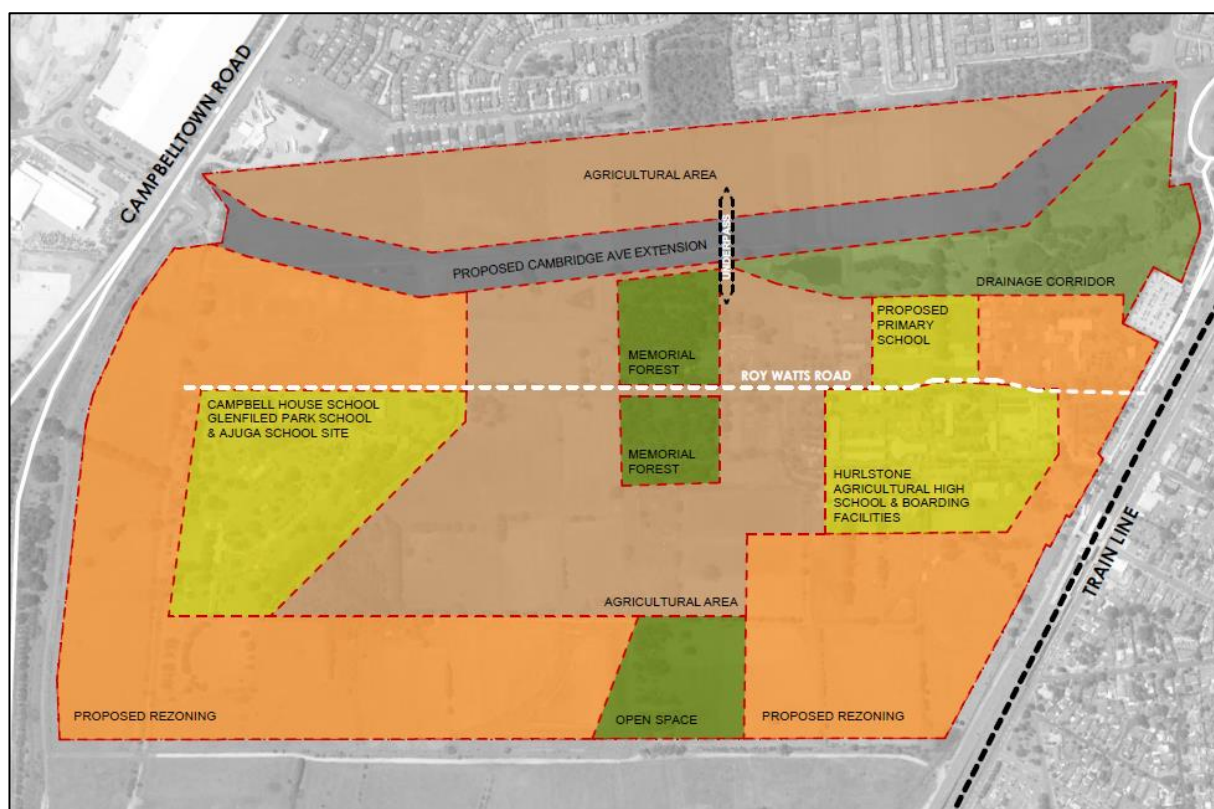 CAMPBELLTOWN ROAD
AGRICULTURAL AREA
UNDERPASS
PROPOSED CAMBRIDGE AVE EXTENSION
DRAINAGE CORRIDOR
PROPOSED
PRIMARY
SCHOOL
MEMORIAL
FOREST
ROY WATTS ROAD
CAMPBELL HOUSE SCHOOL
GLENFILED PARK SCHOOL
& AJUGA SCHOOL SITE
MEMORIAL
FOREST
HURLSTONE
AGRICULTURAL HIGH
SCHOOL & BOARDING
FACILITIES
TRAIN LINE
AGRICULTURAL AREA
PROPOSED REZONING
OPEN SPACE
PROPOSED REZONING